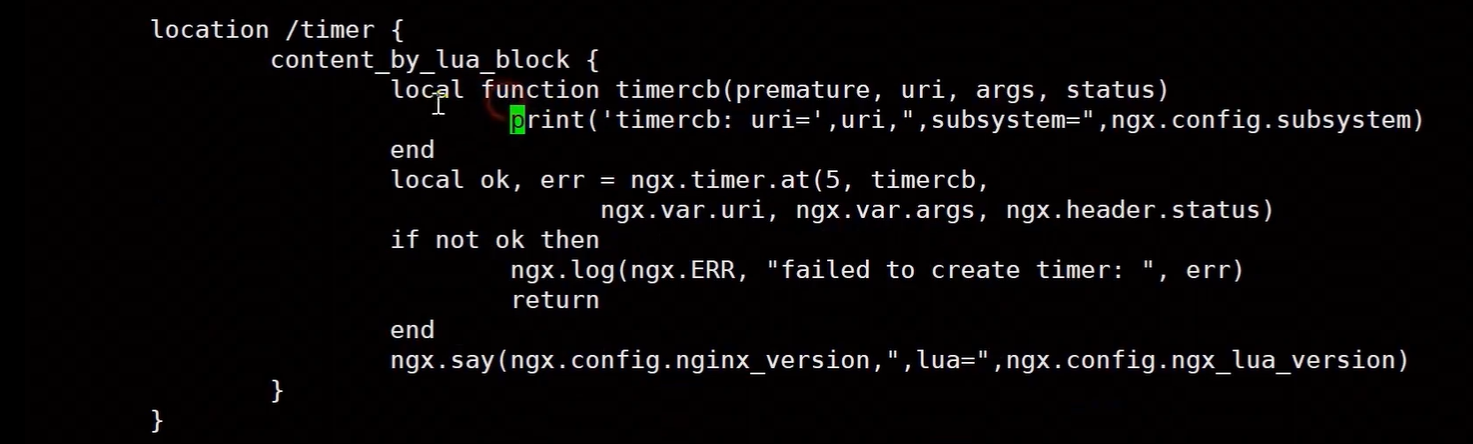 location /timer {
content_by_lua_block {
local function timercb(premature, uri, args, status)
print('timercb: uri=',uri,",subsystem=",ngx.config.subsystem)
end
local ok, err = ngx.timer.at(5, timercb,
ngx.var.uri, ngx.var.args, ngx.header.status)
if not ok then
ngx.log(ngx.ERR, "failed to create timer: ", err)
return
end
ngx.say(ngx.config.nginx_version,",lua=",ngx.config.ngx_lua_version)
}
}